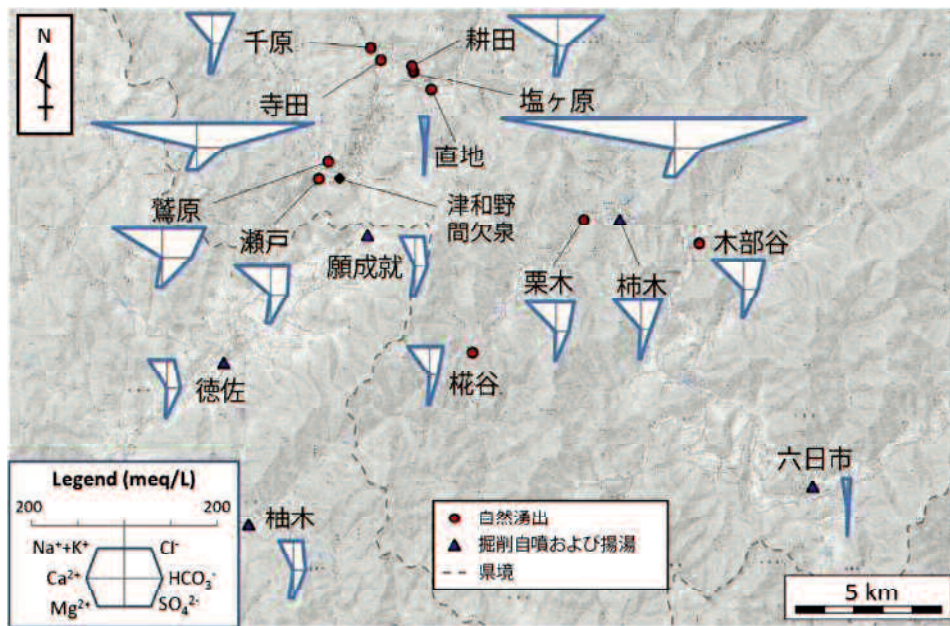 N
千原
耕田
寺田
塩ヶ原
直地
鷲原
瀬戸
津和野
間欠泉
願成就
栗木
柿木
木部谷
徳佐
椛谷
六日市
柚木
Legend (meq/L)
200 200
Na⁺+K⁺ Cl⁻
Ca²⁺ HCO₃⁻
Mg²⁺ SO₄²⁻
自然湧出
掘削自噴および揚湯
県境
5 km